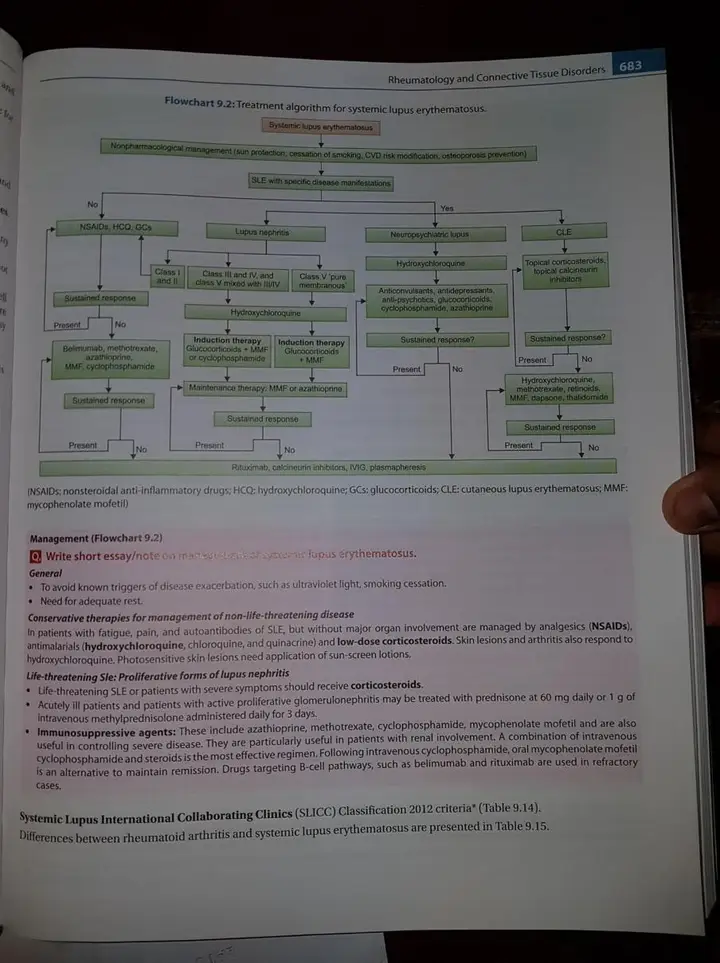 Rheumatology and Connective Tissue Disorders 683
Flowchart 9.2: Treatment algorithm for systemic lupus erythematosus.
Systemic lupus erythematosus
Nonpharmacological management (sun protection, cessation of smoking, CVD risk modification, osteoporosis prevention)
SLE with specific disease manifestations
No
Yes
NSAIDs, HCQ, GCs
Lupus nephritis
Neuropsychiatric lupus
CLE
Class I
and II
Class III and IV, and
class V mixed with III/IV
Class V 'pure
membranous'
Hydroxychloroquine
Topical corticosteroids,
topical calcineurin
inhibitors
Sustained response
Present
No
Hydroxychloroquine
Anticonvulsants, antidepressants,
anti-psychotics, glucocorticoids,
cyclophosphamide, azathioprine
Induction therapy
Glucocorticoids + MMF
or cyclophosphamide
Induction therapy
Glucocorticoids
+ MMF
Sustained response?
Present
No
Sustained response?
Present
No
Belimumab, methotrexate,
azathioprine,
MMF, cyclophosphamide
Maintenance therapy: MMF or azathioprine
Hydroxychloroquine,
methotrexate, retinoids,
MMF, dapsone, thalidomide
Sustained response
Present
No
Sustained response
Present
No
Sustained response
Present
No
Rituximab, calcineurin inhibitors, IVIG, plasmapheresis
(NSAIDs: nonsteroidal anti-inflammatory drugs; HCQ: hydroxychloroquine; GCs: glucocorticoids; CLE: cutaneous lupus erythematosus; MMF:
mycophenolate mofetil)
Management (Flowchart 9.2)
Q. Write short essay/note on management of systemic lupus erythematosus.
General
• To avoid known triggers of disease exacerbation, such as ultraviolet light, smoking cessation.
• Need for adequate rest.
Conservative therapies for management of non-life-threatening disease
In patients with fatigue, pain, and autoantibodies of SLE, but without major organ involvement are managed by analgesics (NSAIDs),
antimalarials (hydroxychloroquine, chloroquine, and quinacrine) and low-dose corticosteroids. Skin lesions and arthritis also respond to
hydroxychloroquine. Photosensitive skin lesions need application of sun-screen lotions.
Life-threatening Sle: Proliferative forms of lupus nephritis
• Life-threatening SLE or patients with severe symptoms should receive corticosteroids.
• Acutely ill patients and patients with active proliferative glomerulonephritis may be treated with prednisone at 60 mg daily or 1 g of
intravenous methylprednisolone administered daily for 3 days.
• Immunosuppressive agents: These include azathioprine, methotrexate, cyclophosphamide, mycophenolate mofetil and are also
useful in controlling severe disease. They are particularly useful in patients with renal involvement. A combination of intravenous
cyclophosphamide and steroids is the most effective regimen. Following intravenous cyclophosphamide, oral mycophenolate mofetil
is an alternative to maintain remission. Drugs targeting B-cell pathways, such as belimumab and rituximab are used in refractory
cases.
Systemic Lupus International Collaborating Clinics (SLICC) Classification 2012 criteria* (Table 9.14).
Differences between rheumatoid arthritis and systemic lupus erythematosus are presented in Table 9.15.